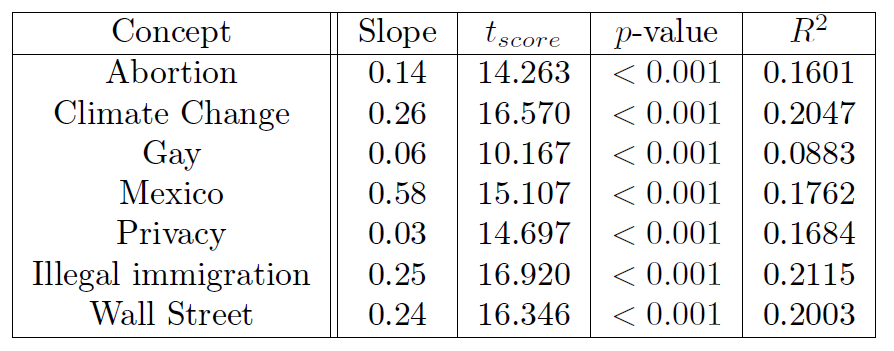 Concept Slope t_score p-value R²
Abortion 0.14 14.263 < 0.001 0.1601
Climate Change 0.26 16.570 < 0.001 0.2047
Gay 0.06 10.167 < 0.001 0.0883
Mexico 0.58 15.107 < 0.001 0.1762
Privacy 0.03 14.697 < 0.001 0.1684
Illegal immigration 0.25 16.920 < 0.001 0.2115
Wall Street 0.24 16.346 < 0.001 0.2003